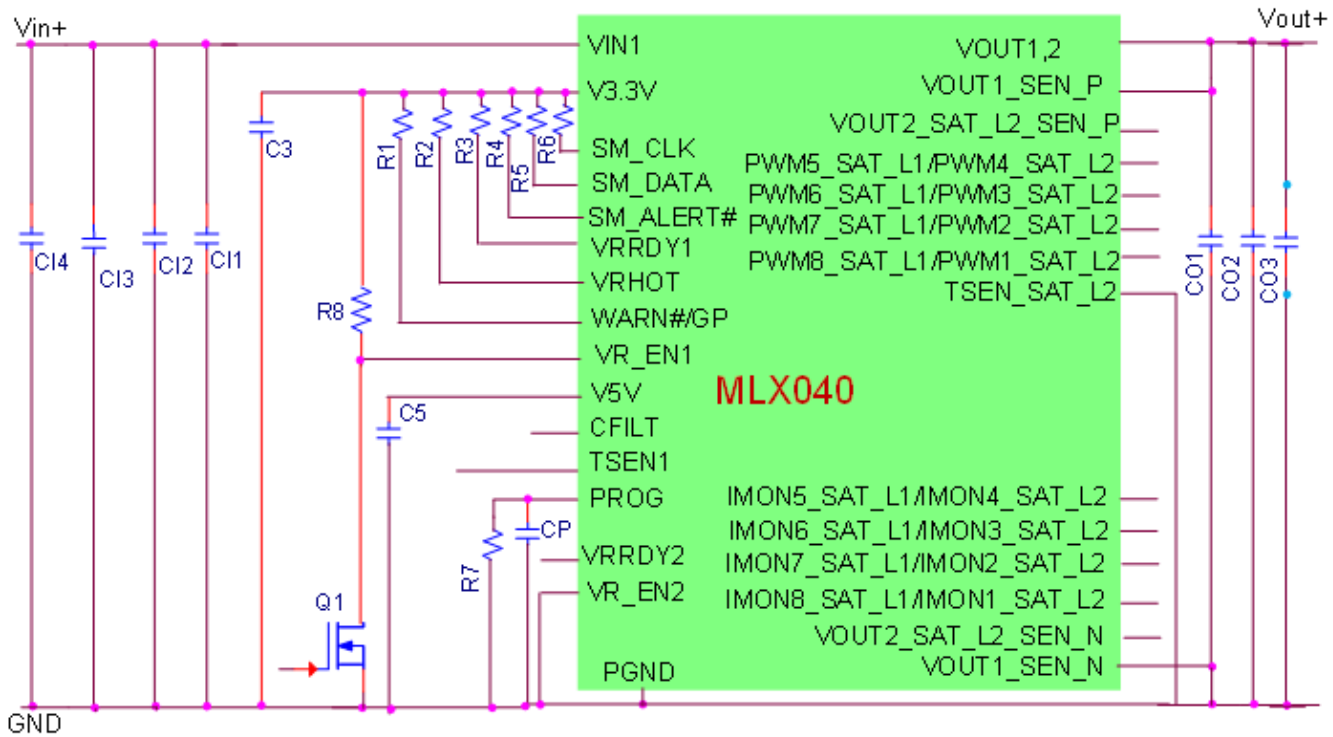 Vin+
Vout+
VIN1
VOUT1,2
V3.3V
VOUT1_SEN_P
C3
R1
R2
R3
R4
R5
R6
VOUT2_SAT_L2_SEN_P
SM_CLK
PWM5_SAT_L1/PWM4_SAT_L2
SM_DATA
PWM6_SAT_L1/PWM3_SAT_L2
SM_ALERT#
PWM7_SAT_L1/PWM2_SAT_L2
VRRDY1
PWM8_SAT_L1/PWM1_SAT_L2
CI4
CI3
CI2
CI1
VRHOT
TSEN_SAT_L2
CO1
CO2
CO3
R8
WARN#/GP
VR_EN1
V5V
MLX040
C5
CFILT
TSEN1
PROG
IMON5_SAT_L1/IMON4_SAT_L2
CP
IMON6_SAT_L1/IMON3_SAT_L2
R7
VRRDY2
IMON7_SAT_L1/IMON2_SAT_L2
VR_EN2
IMON8_SAT_L1/IMON1_SAT_L2
Q1
VOUT2_SAT_L2_SEN_N
PGND
VOUT1_SEN_N
GND